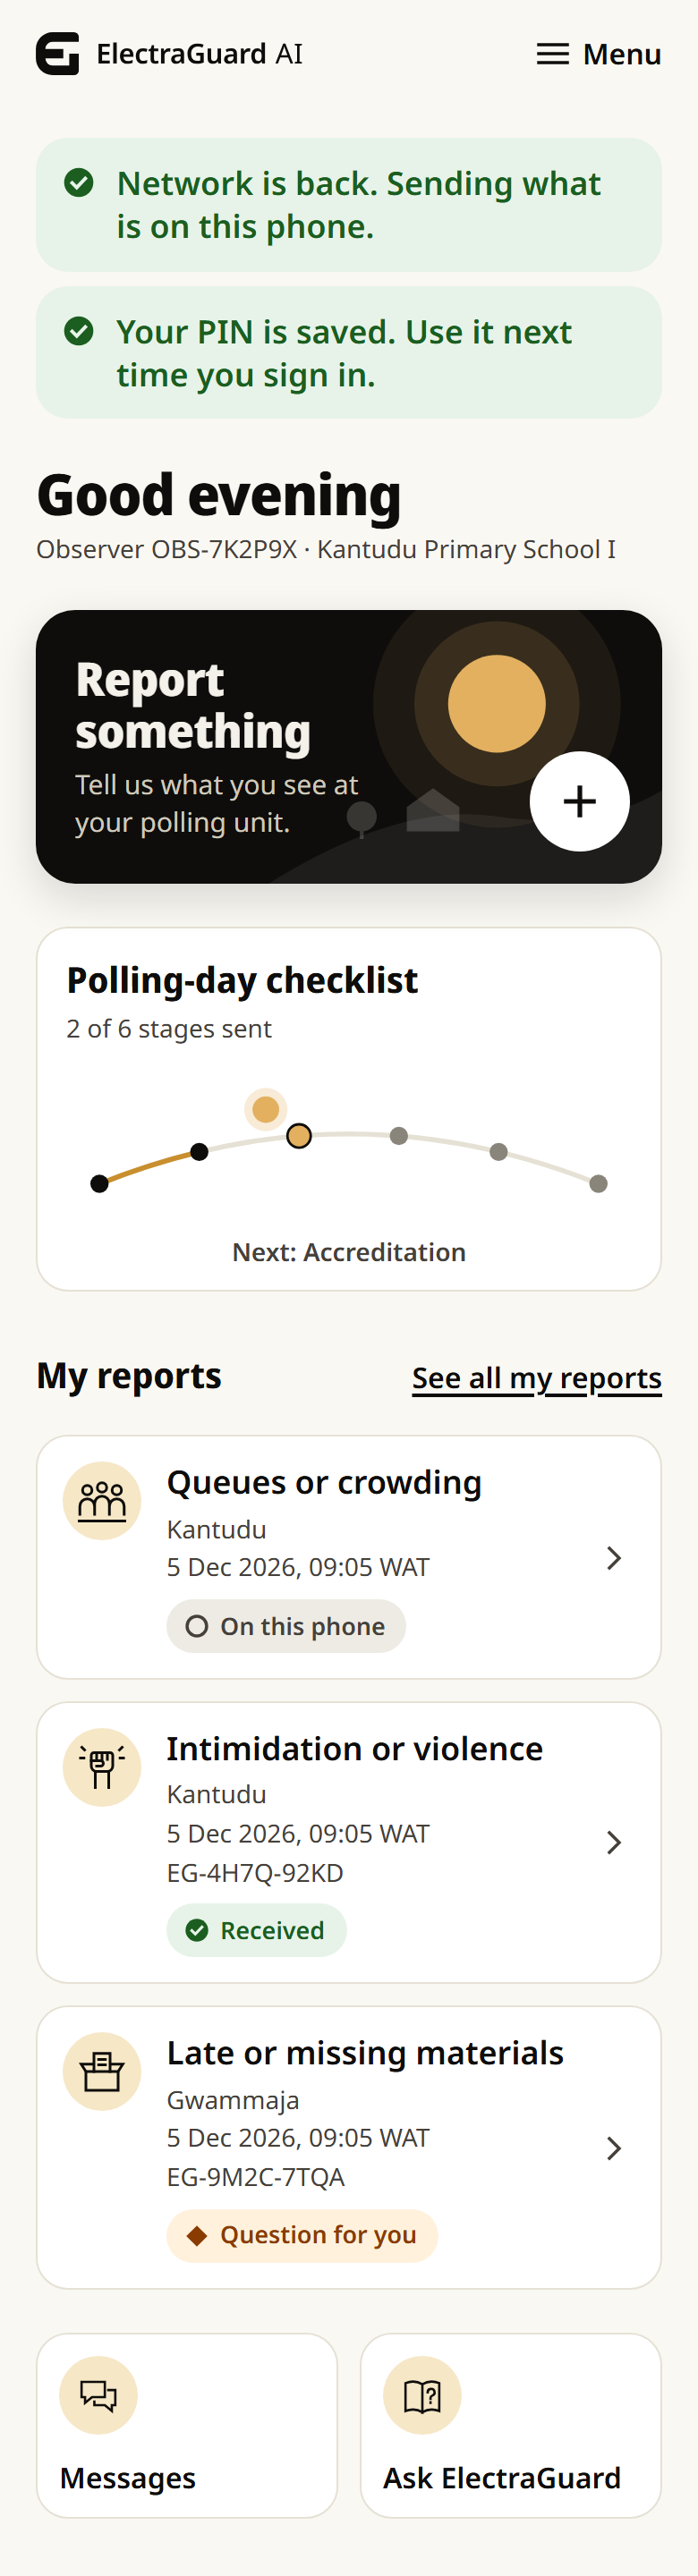 ElectraGuard AI
Menu
Network is back. Sending what
is on this phone.
Your PIN is saved. Use it next
time you sign in.
Good evening
Observer OBS-7K2P9X · Kantudu Primary School I
Report
something
Tell us what you see at
your polling unit.
Polling-day checklist
2 of 6 stages sent
Next: Accreditation
My reports
See all my reports
Queues or crowding
Kantudu
5 Dec 2026, 09:05 WAT
On this phone
Intimidation or violence
Kantudu
5 Dec 2026, 09:05 WAT
EG-4H7Q-92KD
Received
Late or missing materials
Gwammaja
5 Dec 2026, 09:05 WAT
EG-9M2C-7TQA
Question for you
Messages
Ask ElectraGuard